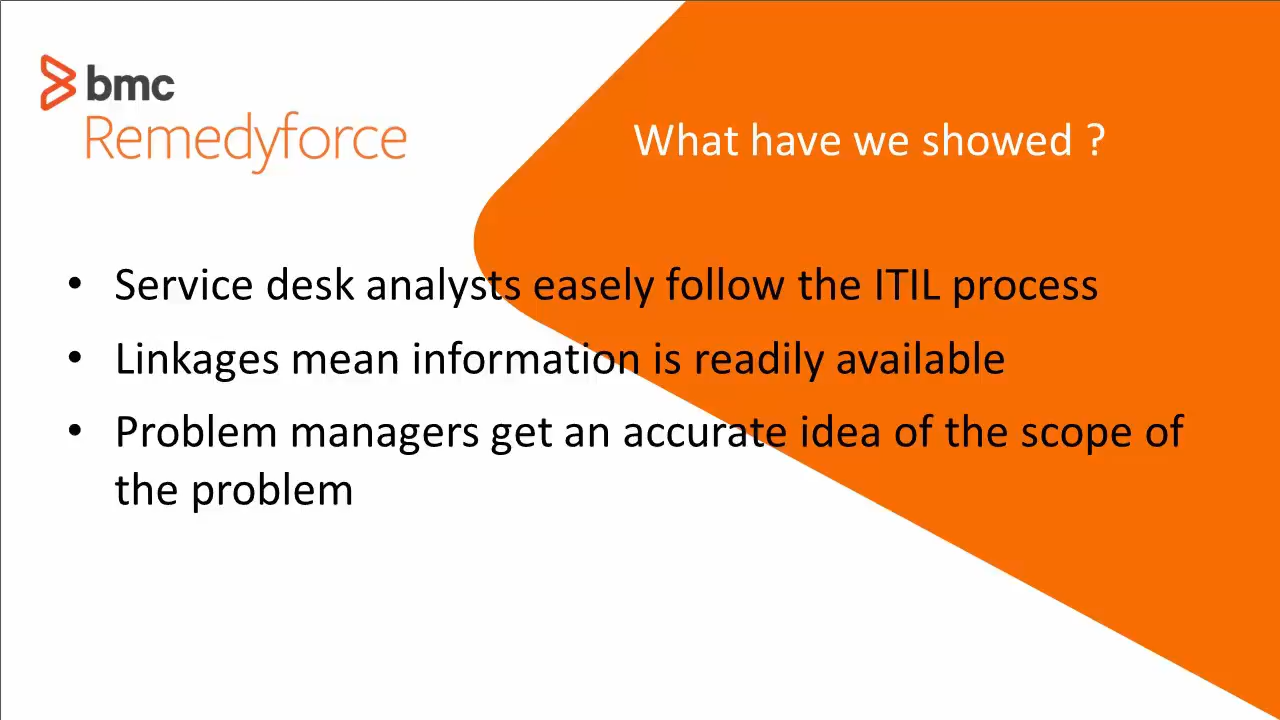 bmc
Remedyforce
What have we showed ?
• Service desk analysts easely follow the ITIL process
• Linkages mean information is readily available
• Problem managers get an accurate idea of the scope of
the problem